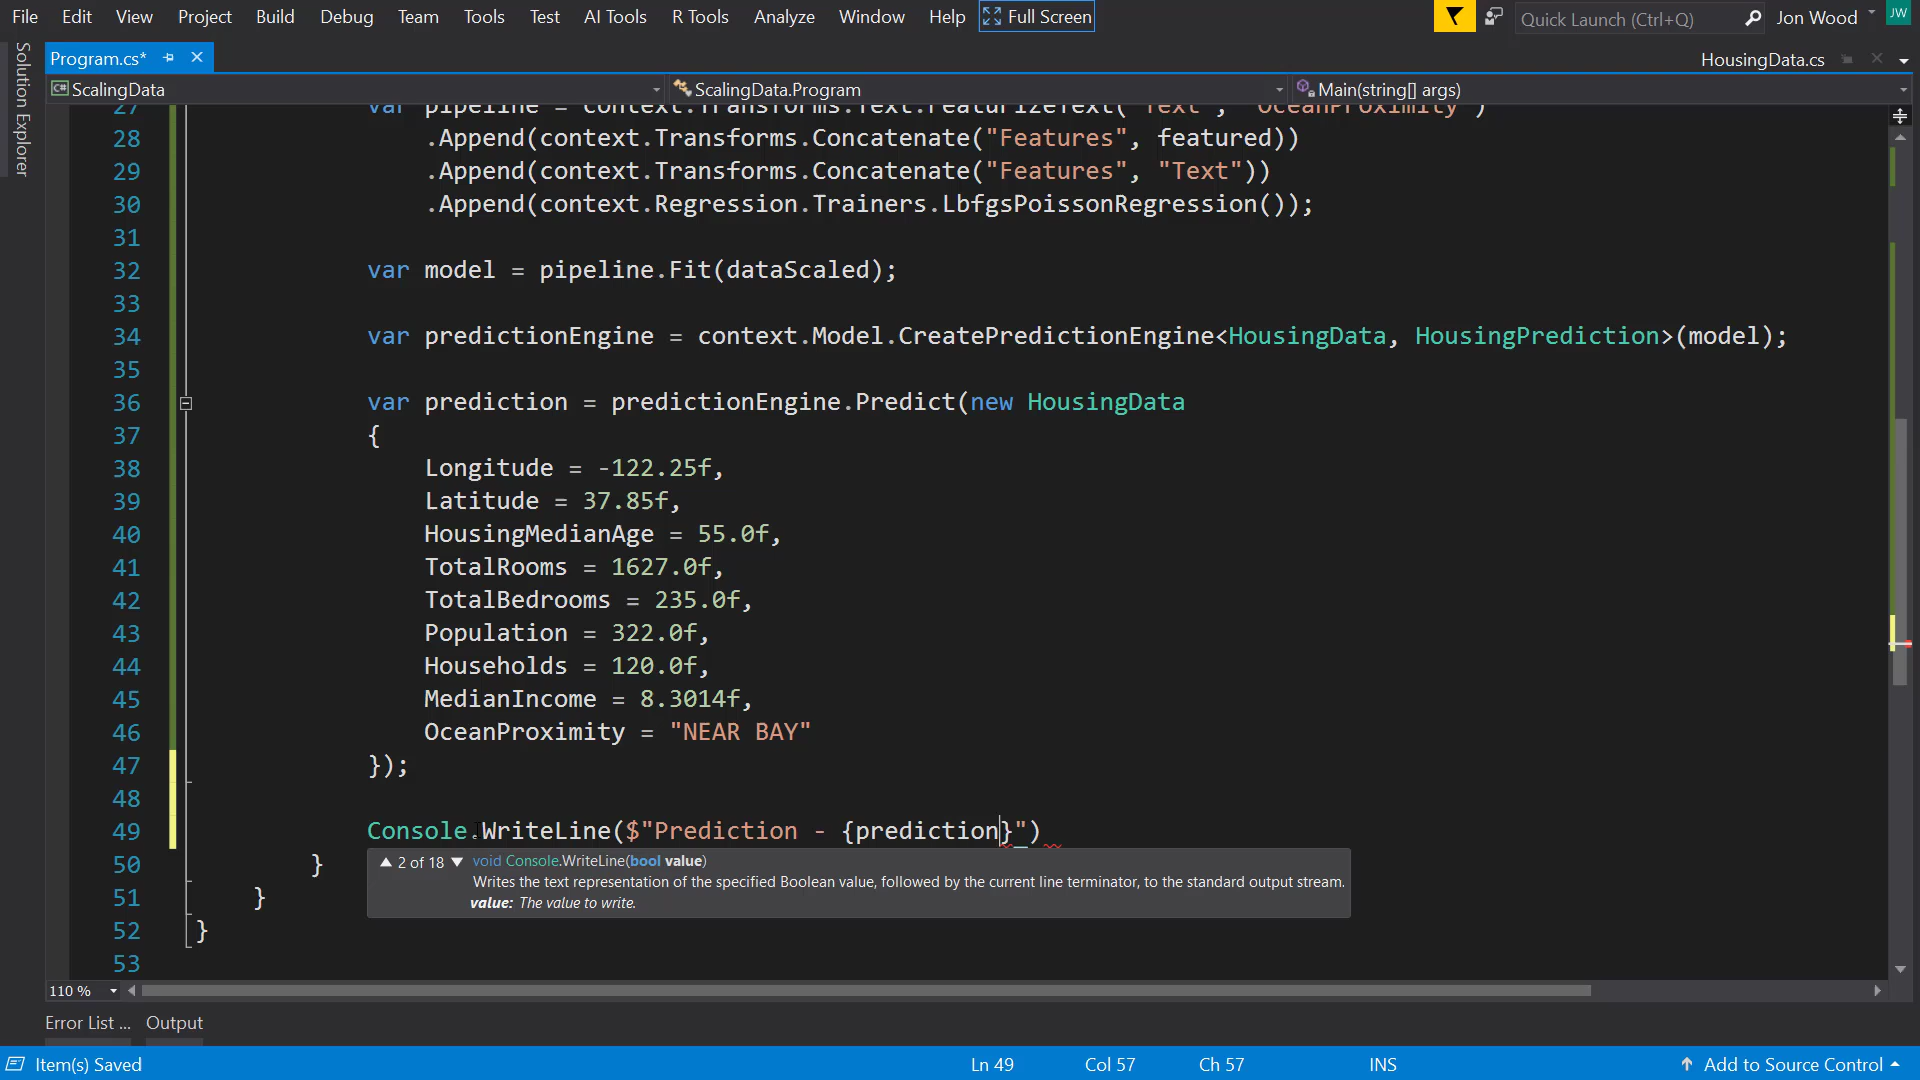 File Edit View Project Build Debug Team Tools Test AI Tools R Tools Analyze Window Help Full Screen Quick Launch (Ctrl+Q) Jon Wood JW
Solution Explorer
Program.cs* HousingData.cs
ScalingData ScalingData.Program Main(string[] args)
27 var pipeline = context.Transforms.Text.FeaturizeText("Text", "OceanProximity")
28 .Append(context.Transforms.Concatenate("Features", featured))
29 .Append(context.Transforms.Concatenate("Features", "Text"))
30 .Append(context.Regression.Trainers.LbfgsPoissonRegression());
31
32 var model = pipeline.Fit(dataScaled);
33
34 var predictionEngine = context.Model.CreatePredictionEngine<HousingData, HousingPrediction>(model);
35
36 var prediction = predictionEngine.Predict(new HousingData
37 {
38 Longitude = -122.25f,
39 Latitude = 37.85f,
40 HousingMedianAge = 55.0f,
41 TotalRooms = 1627.0f,
42 TotalBedrooms = 235.0f,
43 Population = 322.0f,
44 Households = 120.0f,
45 MedianIncome = 8.3014f,
46 OceanProximity = "NEAR BAY"
47 });
48
49 Console.WriteLine($"Prediction - {prediction}")
50 }
2 of 18 void Console.WriteLine(bool value)
Writes the text representation of the specified Boolean value, followed by the current line terminator, to the standard output stream.
51 }
value: The value to write.
52 }
53
110 %
Error List ... Output
Item(s) Saved Ln 49 Col 57 Ch 57 INS Add to Source Control